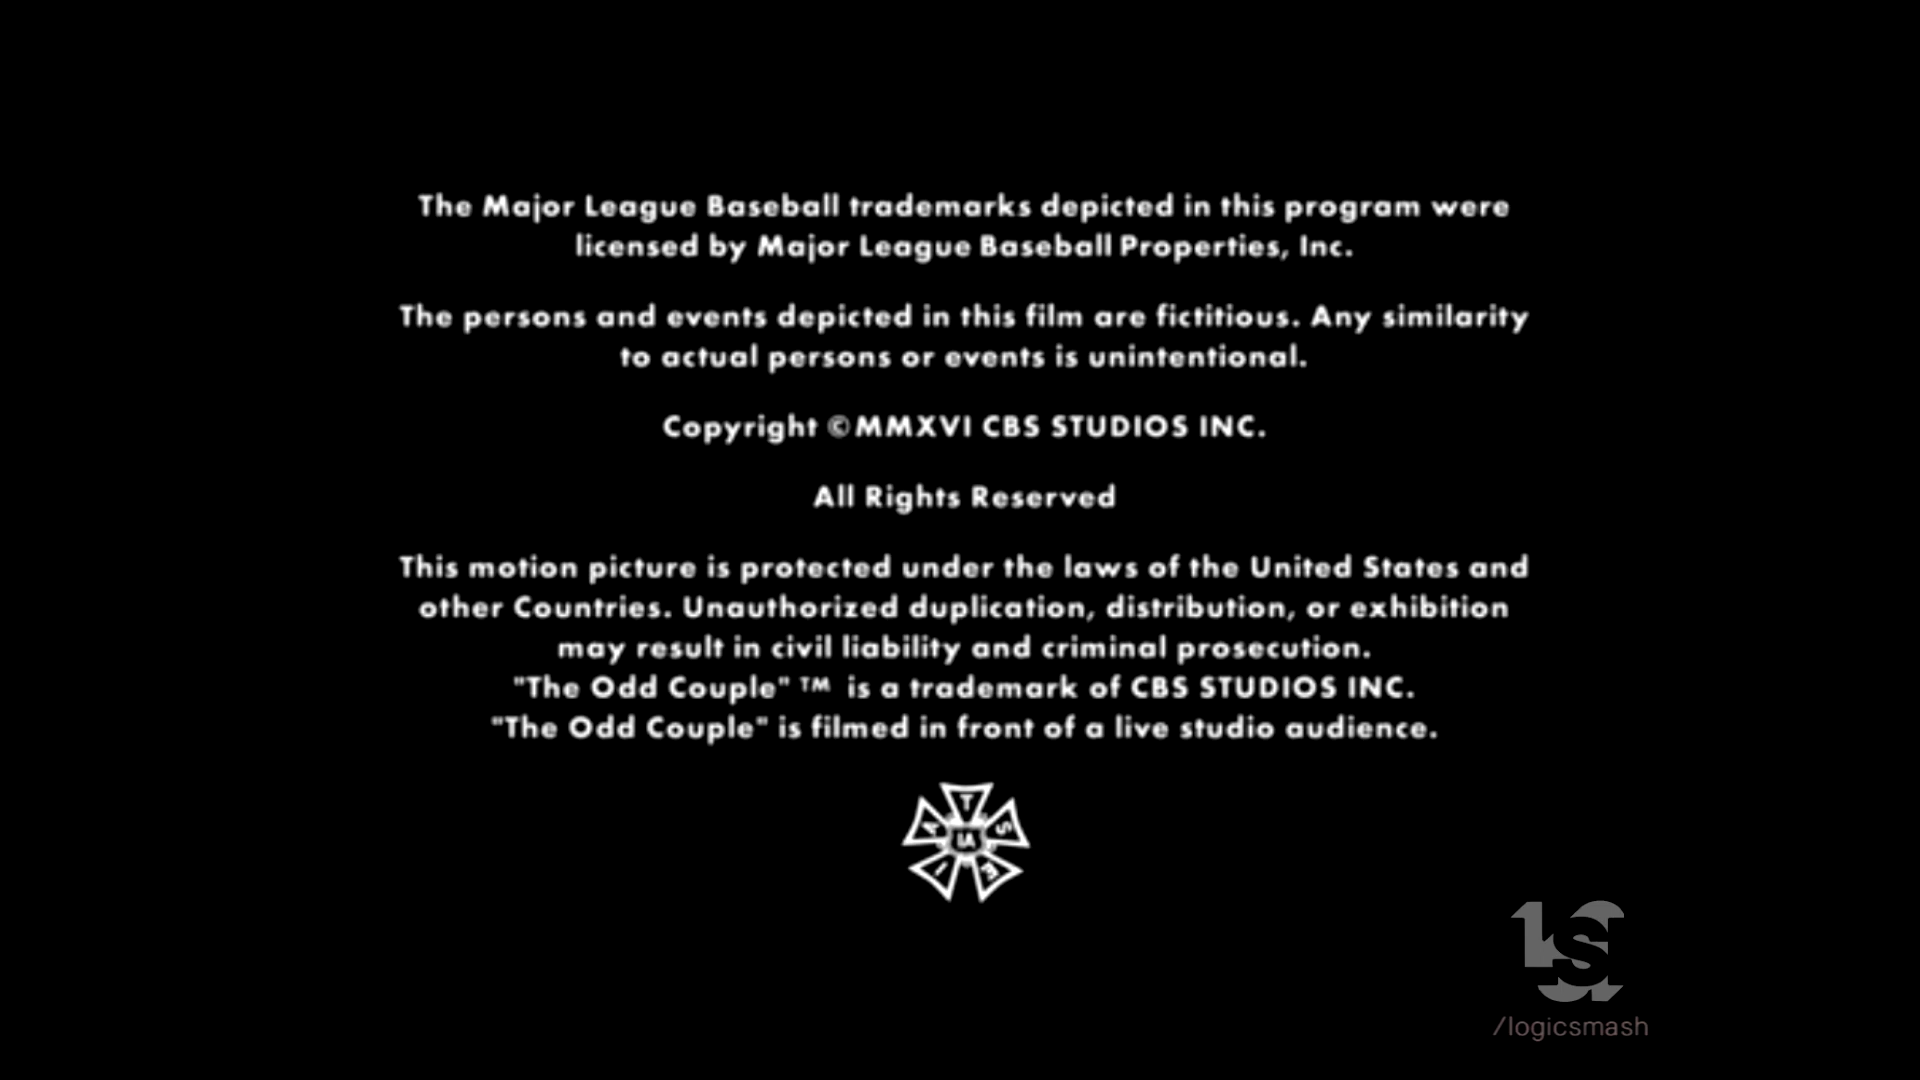 The Major League Baseball trademarks depicted in this program were
licensed by Major League Baseball Properties, Inc.
The persons and events depicted in this film are fictitious. Any similarity
to actual persons or events is unintentional.
Copyright ©MMXVI CBS STUDIOS INC.
All Rights Reserved
This motion picture is protected under the laws of the United States and
other Countries. Unauthorized duplication, distribution, or exhibition
may result in civil liability and criminal prosecution.
"The Odd Couple" ™ is a trademark of CBS STUDIOS INC.
"The Odd Couple" is filmed in front of a live studio audience.
I A T S E
IA
LS
/logicsmash